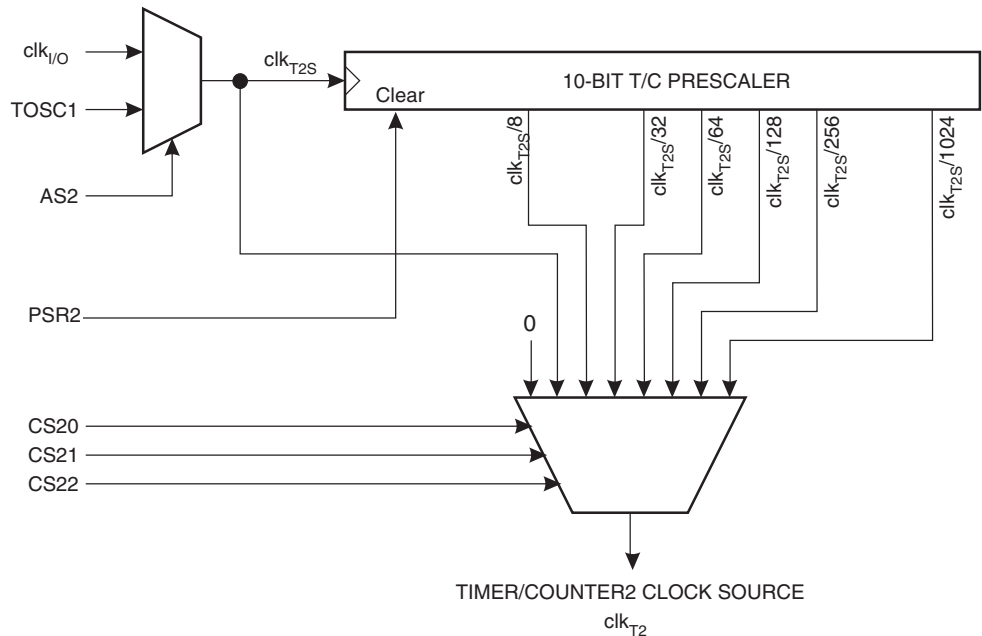 clkI/O
clkT2S
10-BIT T/C PRESCALER
TOSC1
Clear
clkT2S/8
clkT2S/32
clkT2S/64
clkT2S/128
clkT2S/256
clkT2S/1024
AS2
PSR2
0
CS20
CS21
CS22
TIMER/COUNTER2 CLOCK SOURCE
clkT2